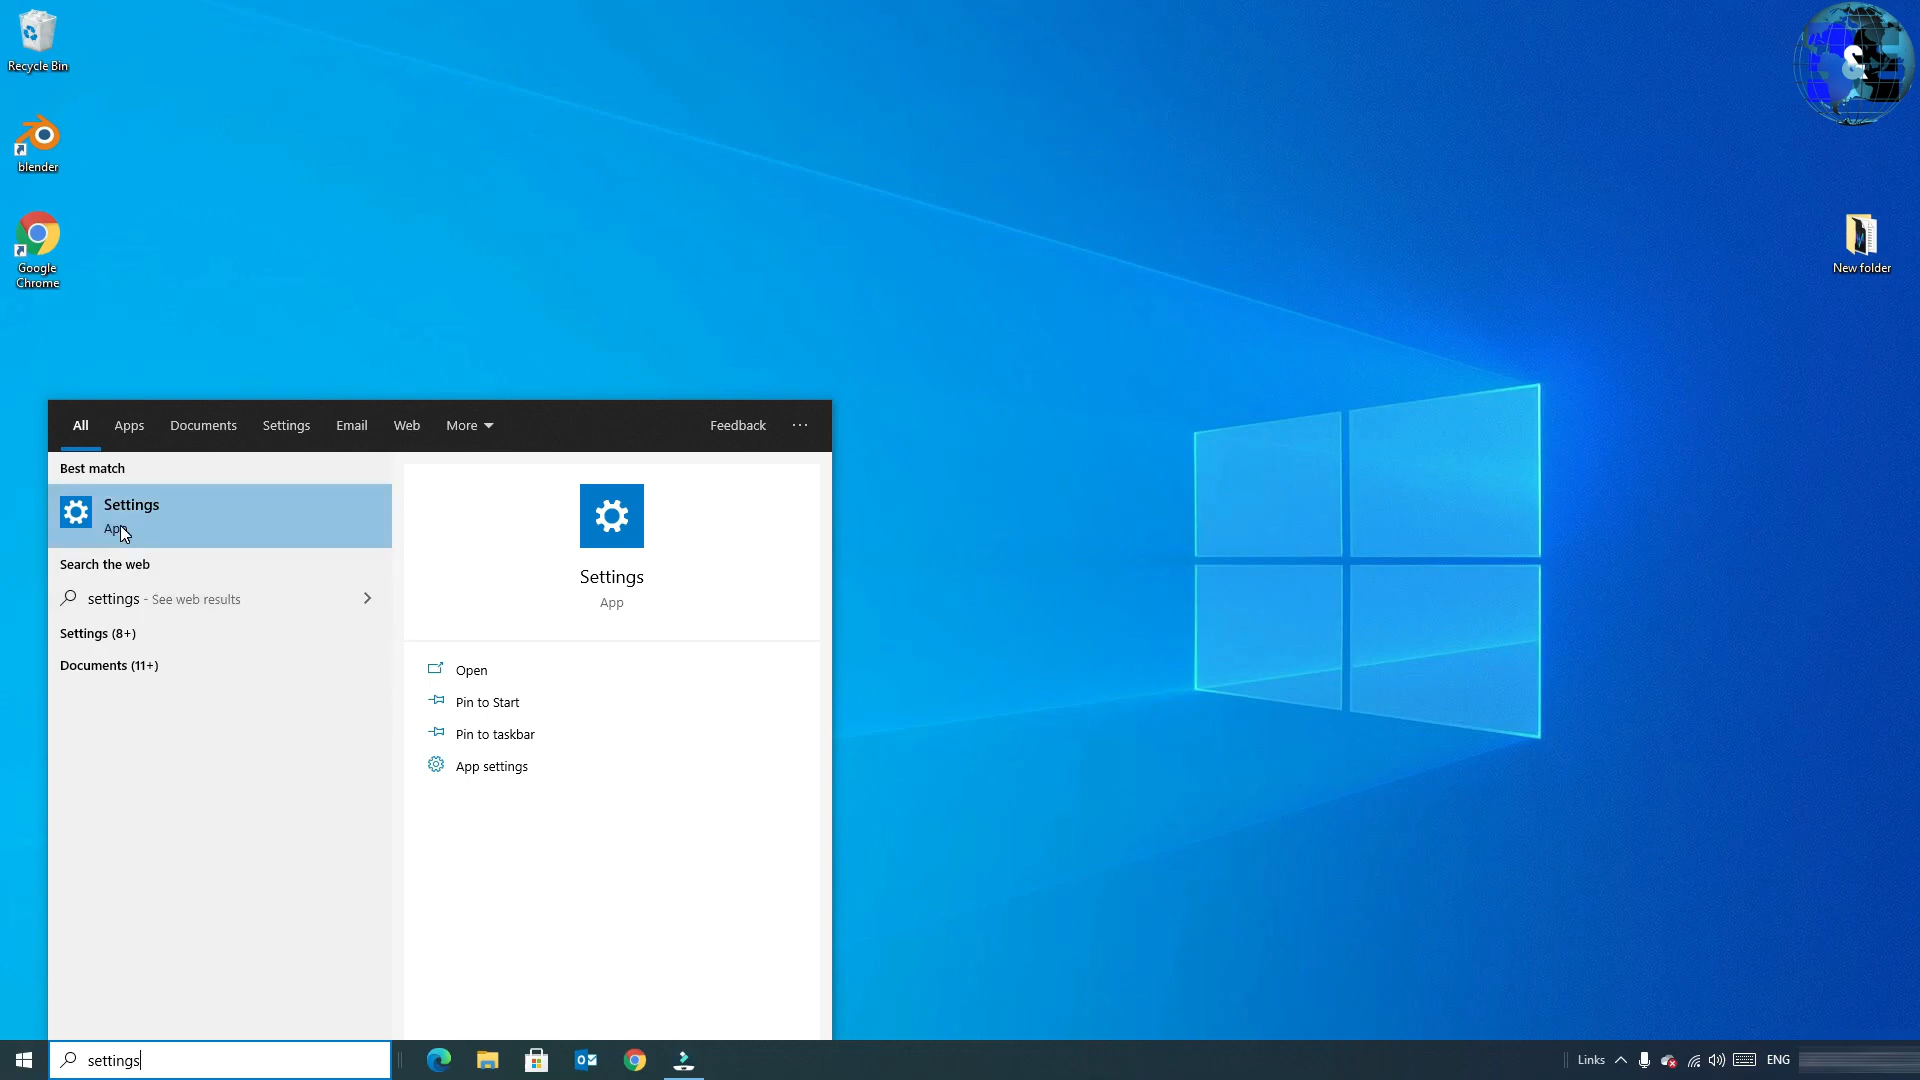 Recycle Bin
blender
Google
Chrome
&
New folder
All Apps Documents Settings Email Web More Feedback ...
Best match
Settings
App
Search the web
settings - See web results
Settings (8+)
Documents (11+)
Settings
App
Open
Pin to Start
Pin to taskbar
App settings
settings
Links ENG